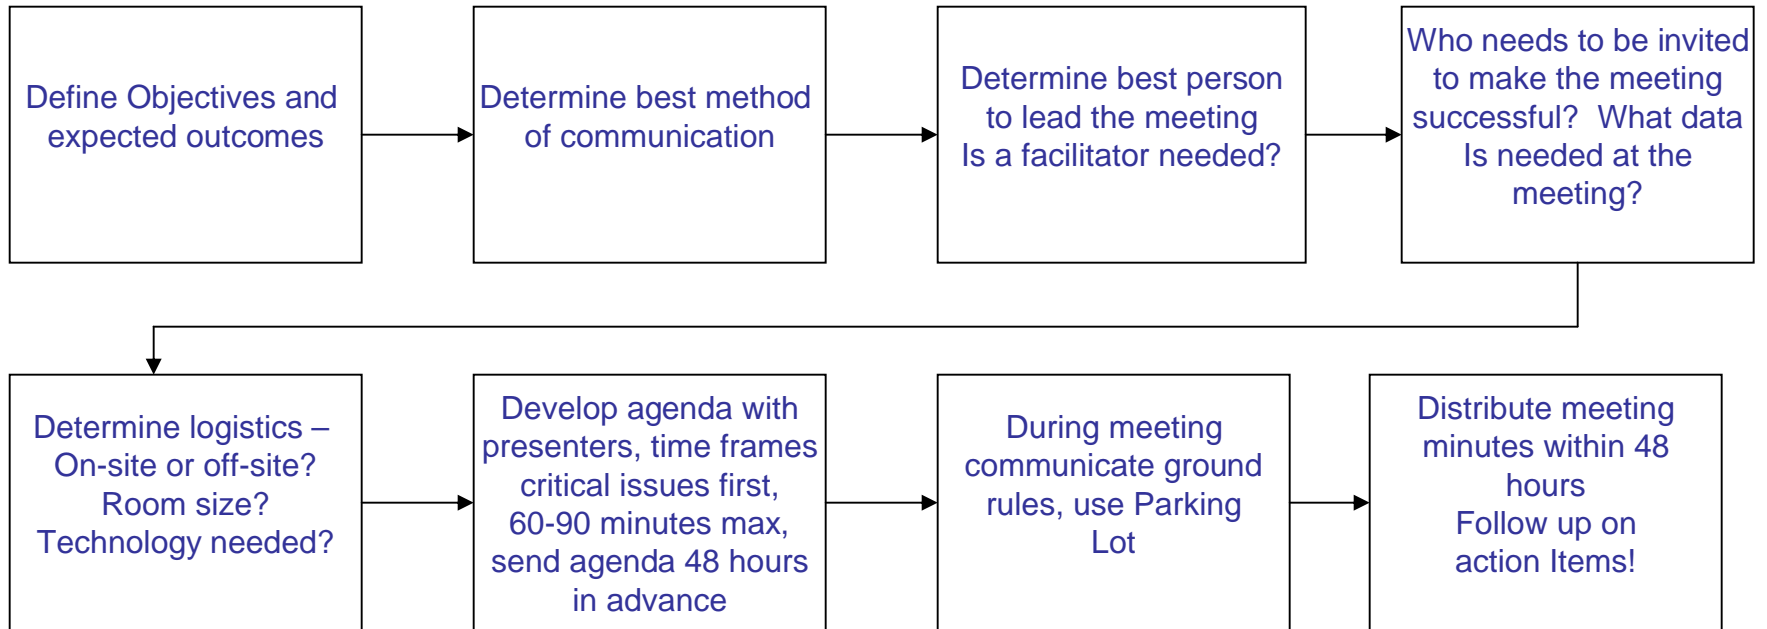 Define Objectives and
expected outcomes
Determine best method
of communication
Determine best person
to lead the meeting
Is a facilitator needed?
Who needs to be invited
to make the meeting
successful?  What data
Is needed at the
meeting?
Determine logistics –
On-site or off-site?
Room size?
Technology needed?
Develop agenda with
presenters, time frames
critical issues first,
60-90 minutes max,
send agenda 48 hours
in advance
During meeting
communicate ground
rules, use Parking
Lot
Distribute meeting
minutes within 48
hours
Follow up on
action Items!